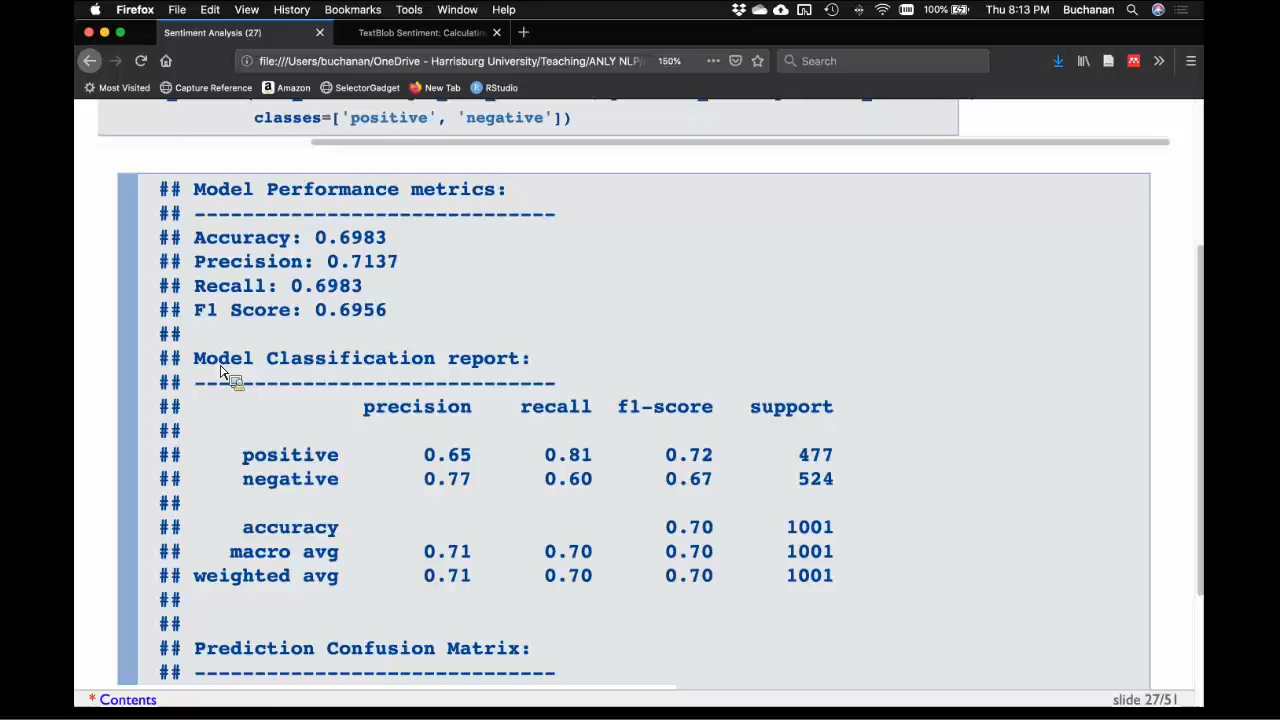 Firefox File Edit View History Bookmarks Tools Window Help 100% Thu 8:13 PM Buchanan
Sentiment Analysis (27) TextBlob Sentiment: Calculatin
file:///Users/buchanan/OneDrive - Harrisburg University/Teaching/ANLY NLP/ 150% Search
Most Visited Capture Reference Amazon SelectorGadget New Tab RStudio
classes=['positive', 'negative'])
## Model Performance metrics:
## ------------------------------
## Accuracy: 0.6983
## Precision: 0.7137
## Recall: 0.6983
## F1 Score: 0.6956
##
## Model Classification report:
## ------------------------------
## precision recall f1-score support
##
## positive 0.65 0.81 0.72 477
## negative 0.77 0.60 0.67 524
##
## accuracy 0.70 1001
## macro avg 0.71 0.70 0.70 1001
## weighted avg 0.71 0.70 0.70 1001
##
##
## Prediction Confusion Matrix:
## ------------------------------
* Contents slide 27/51